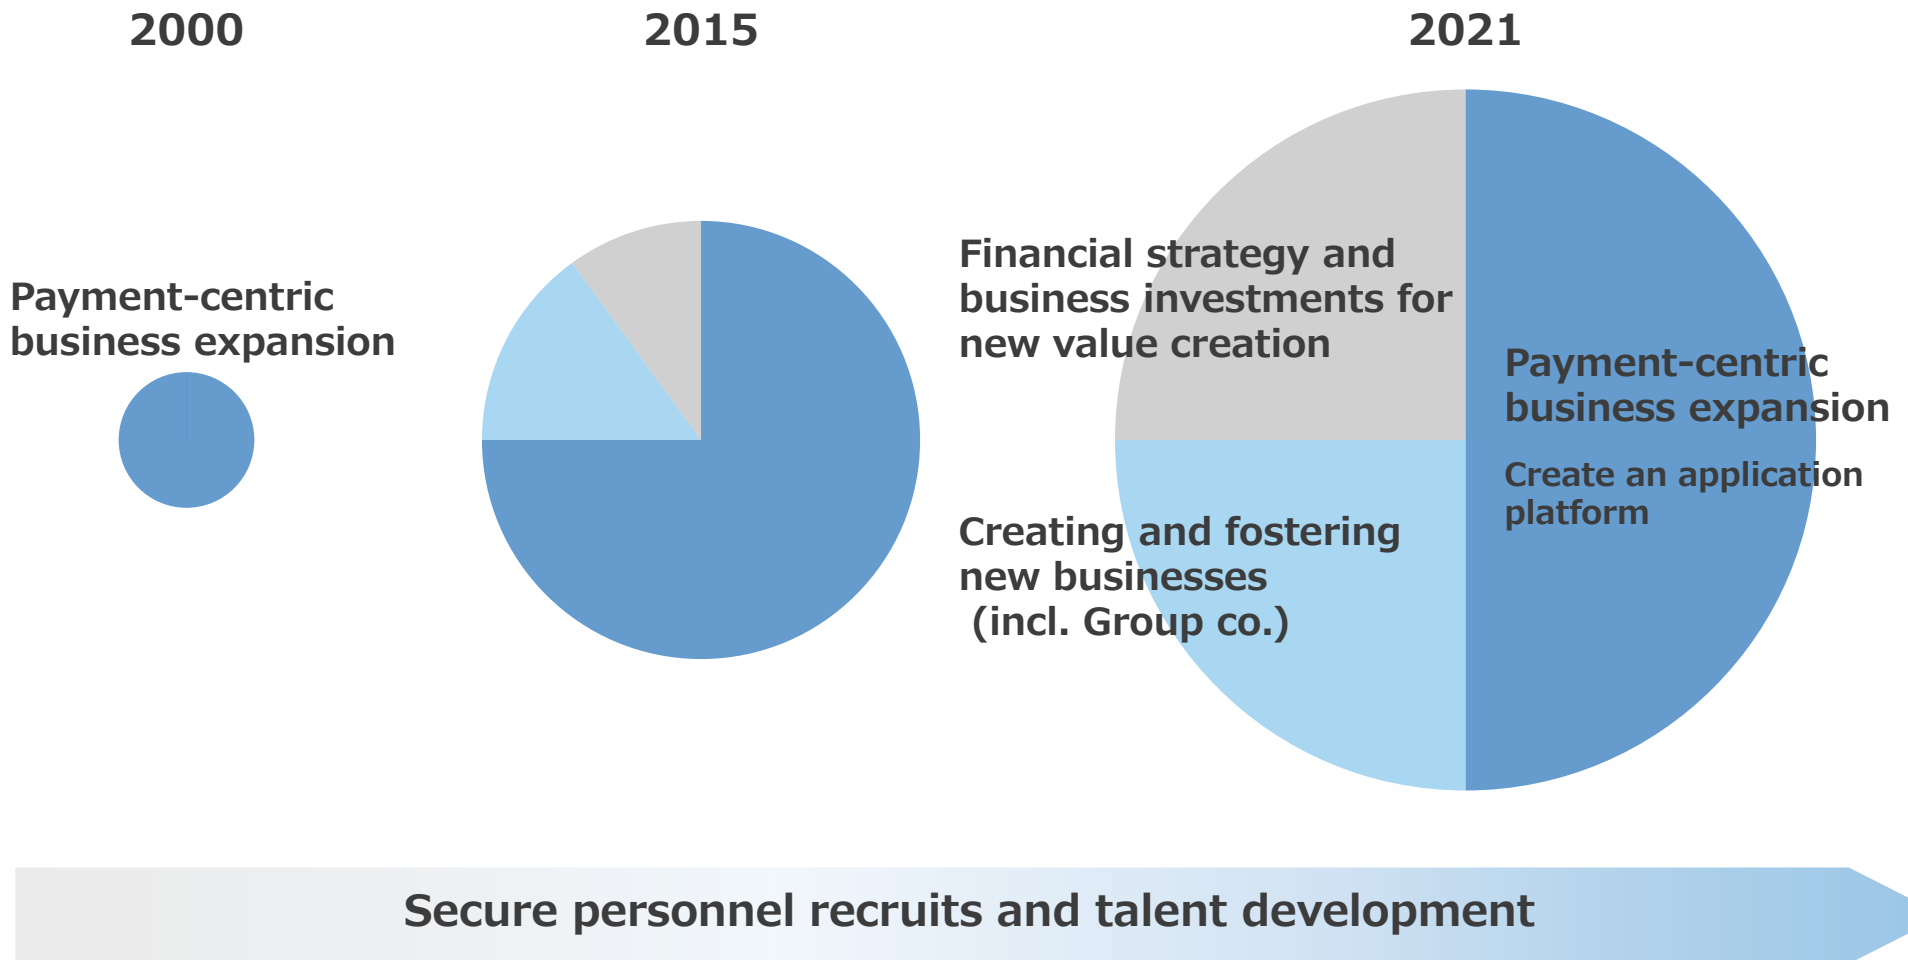 2000
2015
2021
Payment-centric
business expansion
Financial strategy and
business investments for
new value creation
Payment-centric
business expansion
Create an application
platform
Creating and fostering
new businesses
(incl. Group co.)
Secure personnel recruits and talent development